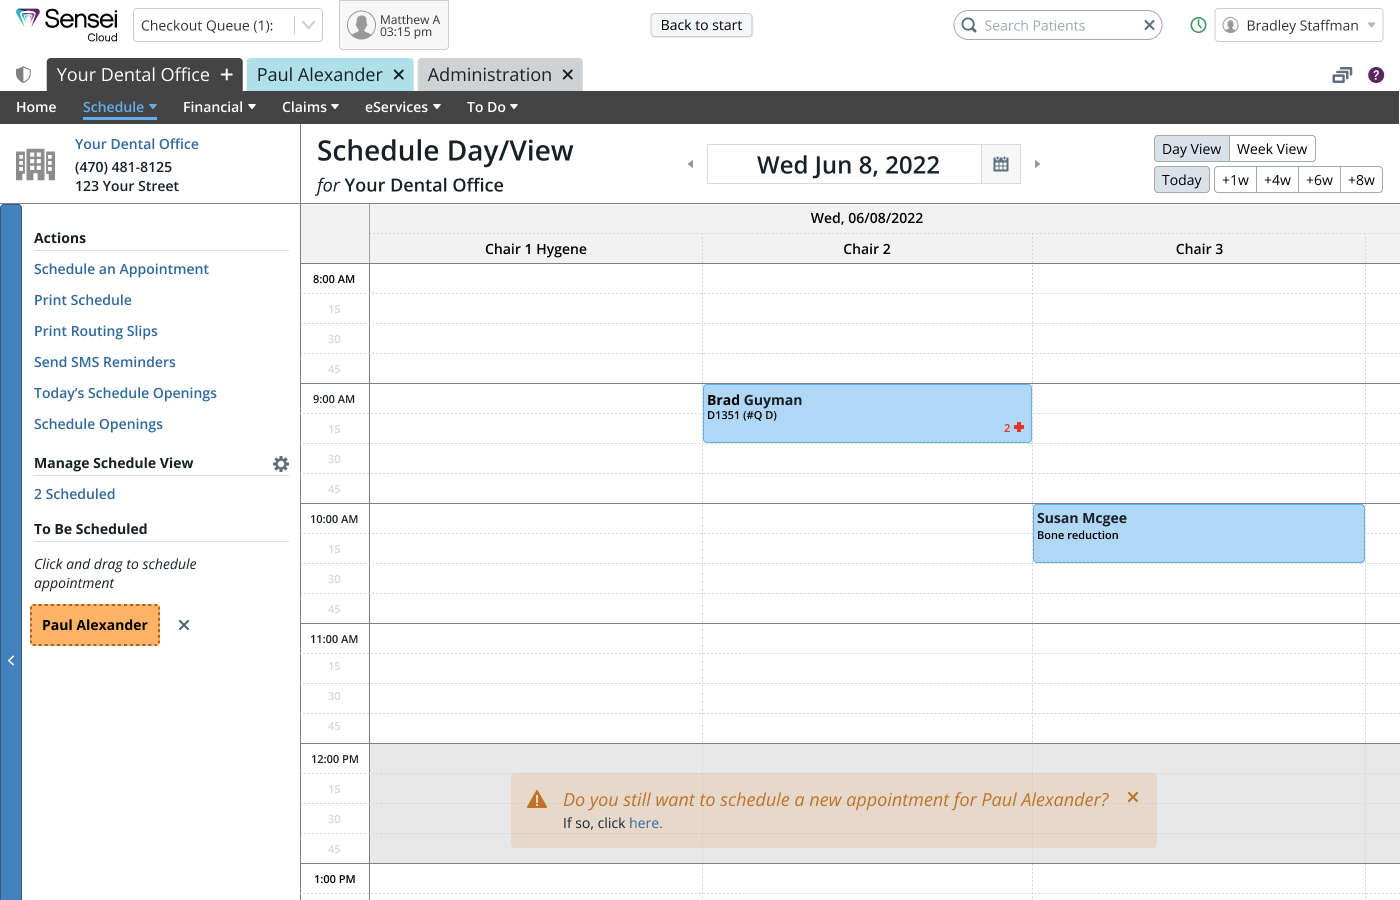 Sensei
Cloud
Checkout Queue (1):
Matthew A
03:15 pm
Back to start
Search Patients
Bradley Staffman
Your Dental Office +
Paul Alexander
Administration
?
Home
Schedule
Financial
Claims
eServices
To Do
Your Dental Office
(470) 481-8125
123 Your Street
Schedule Day/View
for Your Dental Office
Wed Jun 8, 2022
Day View
Week View
Today
+1w
+4w
+6w
+8w
Actions
Schedule an Appointment
Print Schedule
Print Routing Slips
Send SMS Reminders
Today’s Schedule Openings
Schedule Openings
Manage Schedule View
2 Scheduled
To Be Scheduled
Click and drag to schedule
appointment
Paul Alexander
Wed, 06/08/2022
Chair 1 Hygene
Chair 2
Chair 3
8:00 AM
15
30
45
9:00 AM
Brad Guyman
D1351 (#Q D)
15
2
30
45
10:00 AM
Susan Mcgee
Bone reduction
15
30
45
11:00 AM
15
30
45
12:00 PM
15
30
45
Do you still want to schedule a new appointment for Paul Alexander?
If so, click here.
1:00 PM